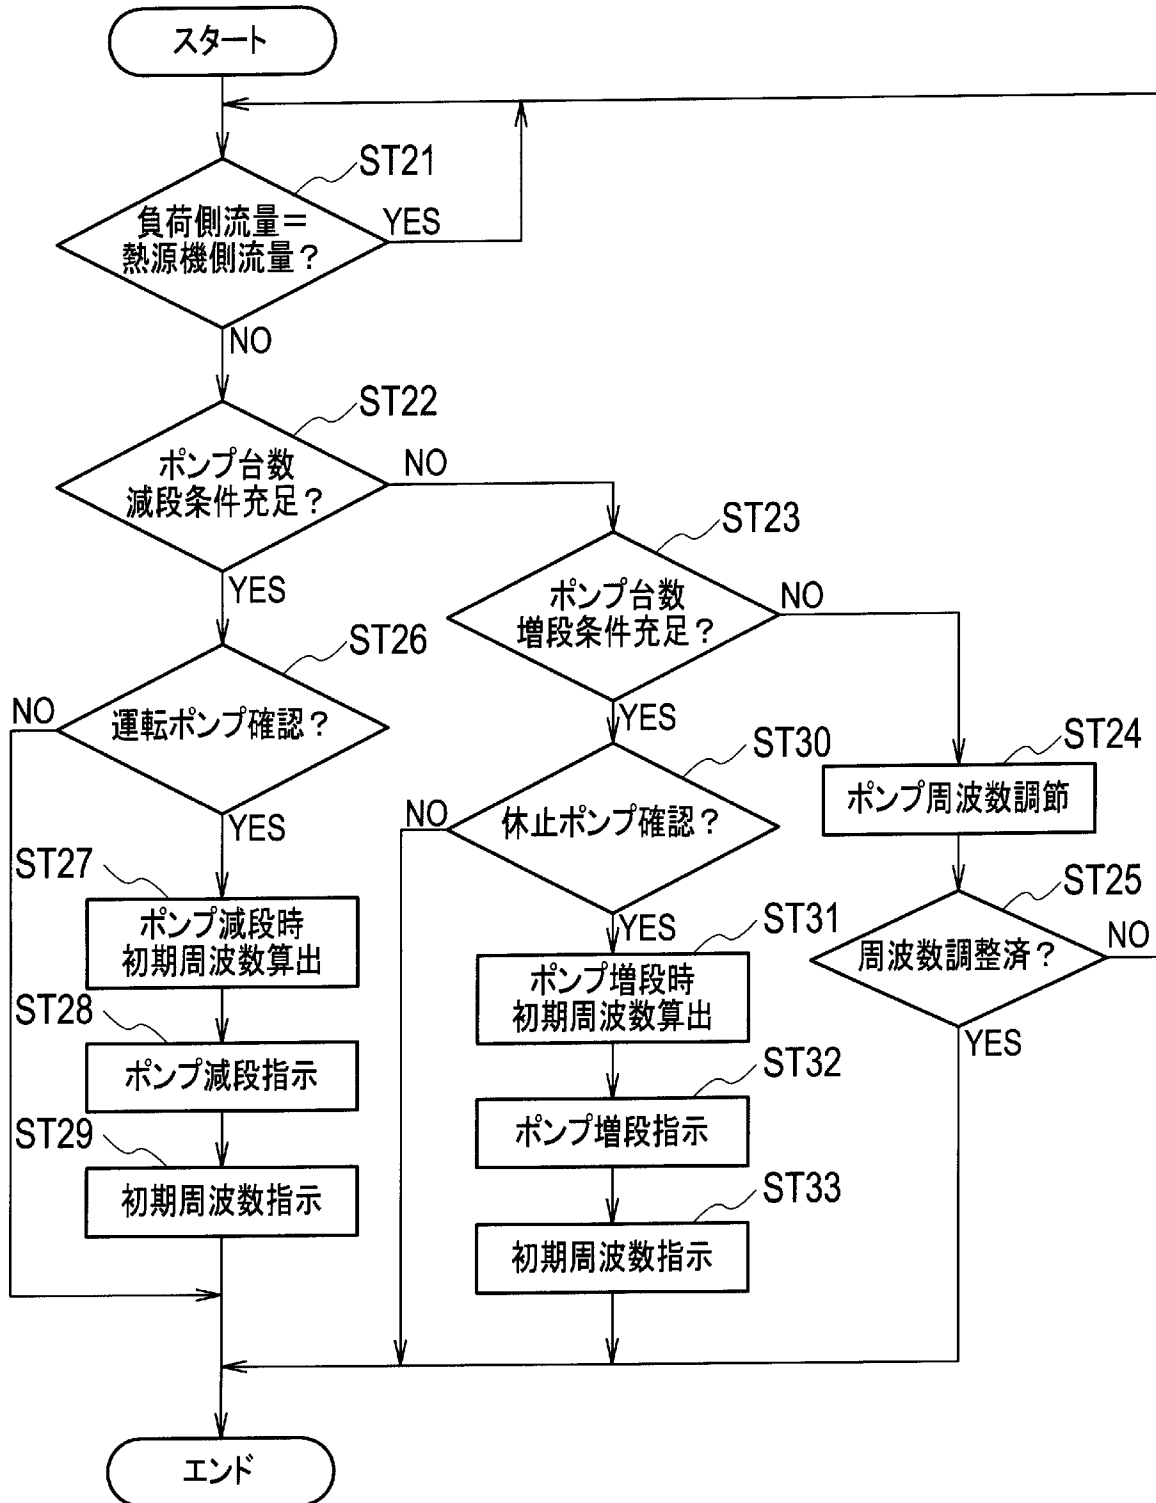 スタート
ST21
負荷側流量＝
熱源機側流量？
YES
NO
ST22
ポンプ台数
減段条件充足？
NO
YES
ST23
ポンプ台数
増段条件充足？
NO
YES
ST26
運転ポンプ確認？
NO
YES
ST30
休止ポンプ確認？
NO
YES
ST24
ポンプ周波数調節
ST25
周波数調整済？
NO
YES
ST27
ポンプ減段時
初期周波数算出
ST28
ポンプ減段指示
ST29
初期周波数指示
ST31
ポンプ増段時
初期周波数算出
ST32
ポンプ増段指示
ST33
初期周波数指示
エンド